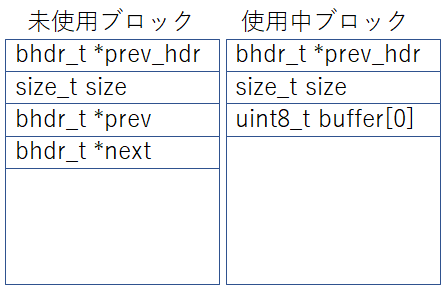 未使用ブロック
bhdr_t *prev_hdr
size_t size
bhdr_t *prev
bhdr_t *next
使用中ブロック
bhdr_t *prev_hdr
size_t size
uint8_t buffer[0]